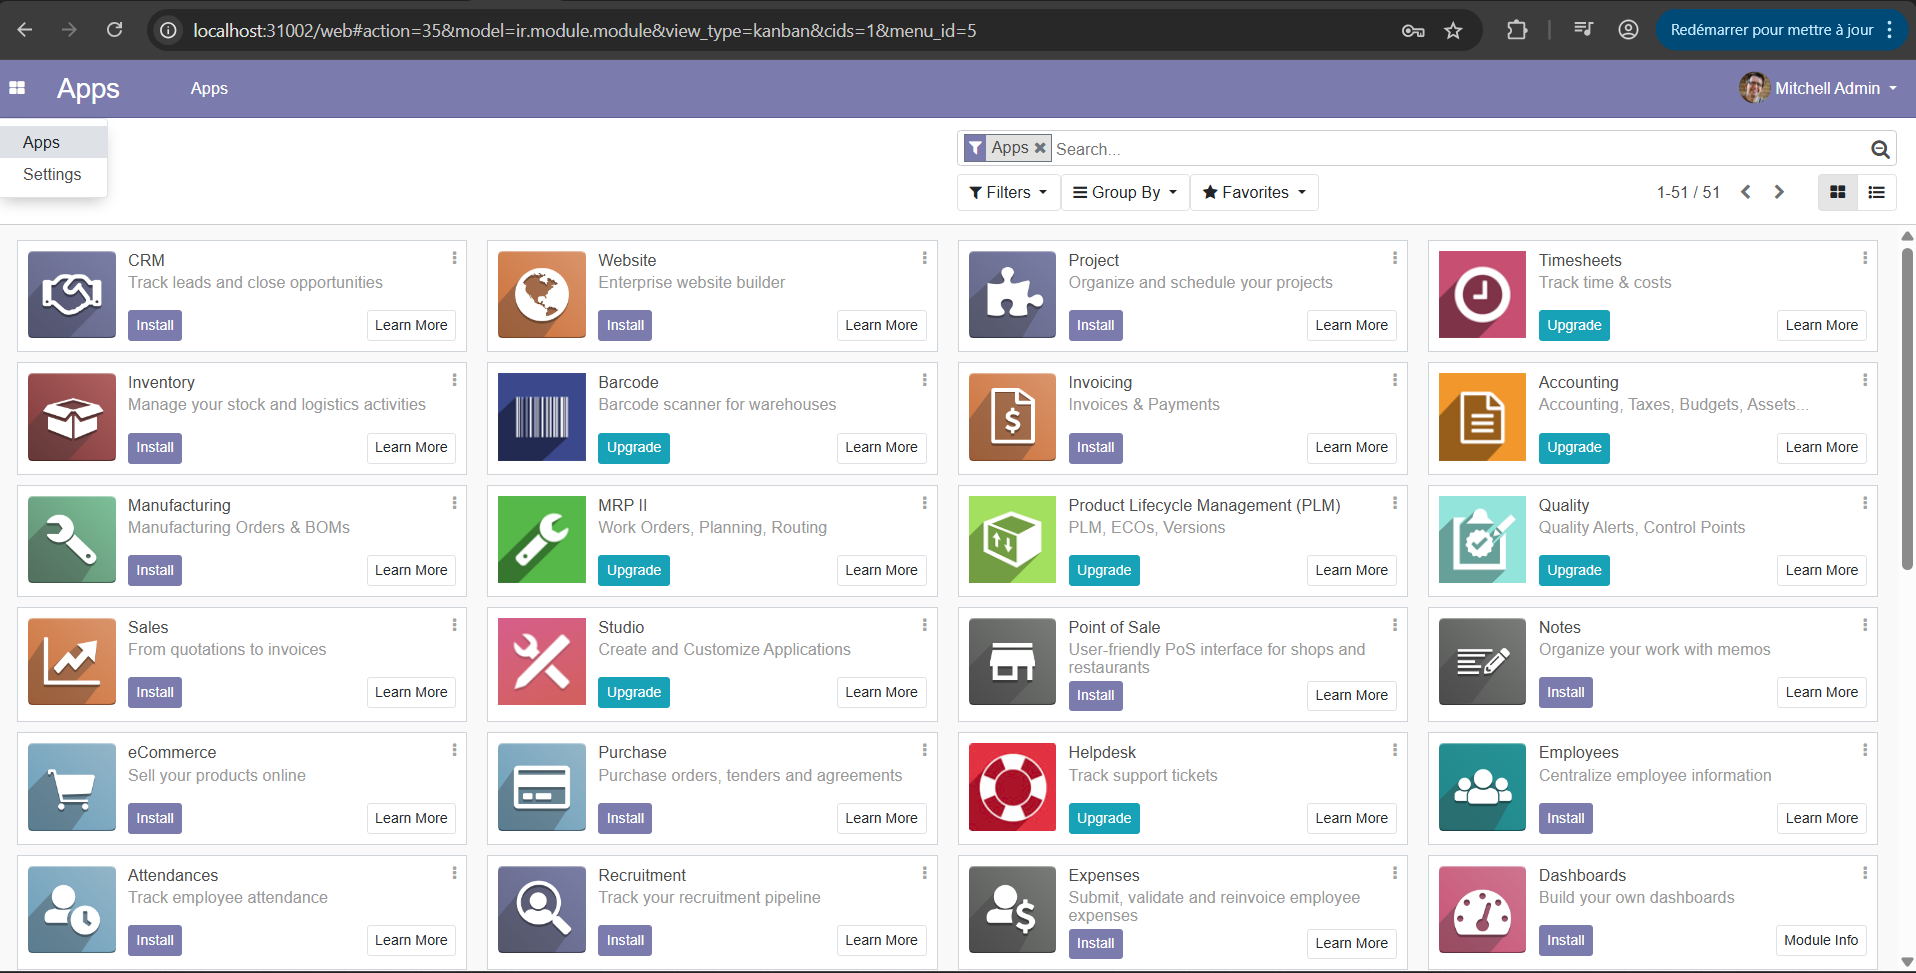 localhost:31002/web#action=35&model=ir.module.module&view_type=kanban&cids=1&menu_id=5
Redémarrer pour mettre à jour
Apps
Apps
Mitchell Admin
Apps
Settings
Apps
Search...
Filters
Group By
Favorites
1-51 / 51
CRM
Track leads and close opportunities
Install
Learn More
Website
Enterprise website builder
Install
Learn More
Project
Organize and schedule your projects
Install
Learn More
Timesheets
Track time & costs
Upgrade
Learn More
Inventory
Manage your stock and logistics activities
Install
Learn More
Barcode
Barcode scanner for warehouses
Upgrade
Learn More
Invoicing
Invoices & Payments
Install
Learn More
Accounting
Accounting, Taxes, Budgets, Assets...
Upgrade
Learn More
Manufacturing
Manufacturing Orders & BOMs
Install
Learn More
MRP II
Work Orders, Planning, Routing
Upgrade
Learn More
Product Lifecycle Management (PLM)
PLM, ECOs, Versions
Upgrade
Learn More
Quality
Quality Alerts, Control Points
Upgrade
Learn More
Sales
From quotations to invoices
Install
Learn More
Studio
Create and Customize Applications
Upgrade
Learn More
Point of Sale
User-friendly PoS interface for shops and
restaurants
Install
Learn More
Notes
Organize your work with memos
Install
Learn More
eCommerce
Sell your products online
Install
Learn More
Purchase
Purchase orders, tenders and agreements
Install
Learn More
Helpdesk
Track support tickets
Upgrade
Learn More
Employees
Centralize employee information
Install
Learn More
Attendances
Track employee attendance
Install
Learn More
Recruitment
Track your recruitment pipeline
Install
Learn More
Expenses
Submit, validate and reinvoice employee
expenses
Install
Learn More
Dashboards
Build your own dashboards
Install
Module Info